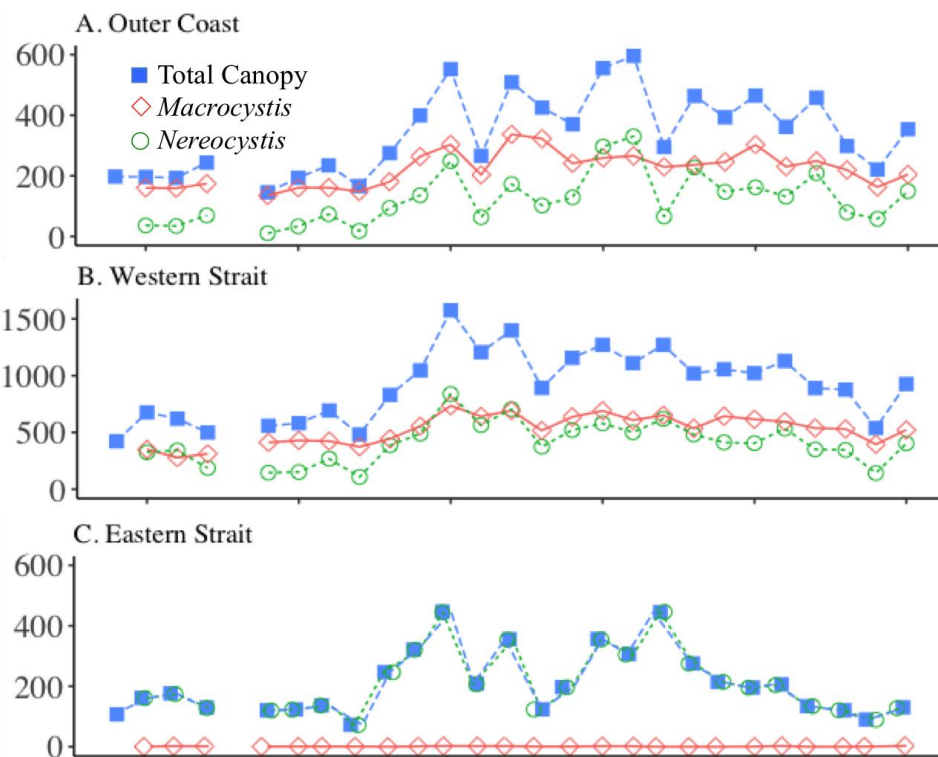 A. Outer Coast
600
400
200
0
Total Canopy
Macrocystis
Nereocystis
B. Western Strait
1500
1000
500
0
C. Eastern Strait
600
400
200
0